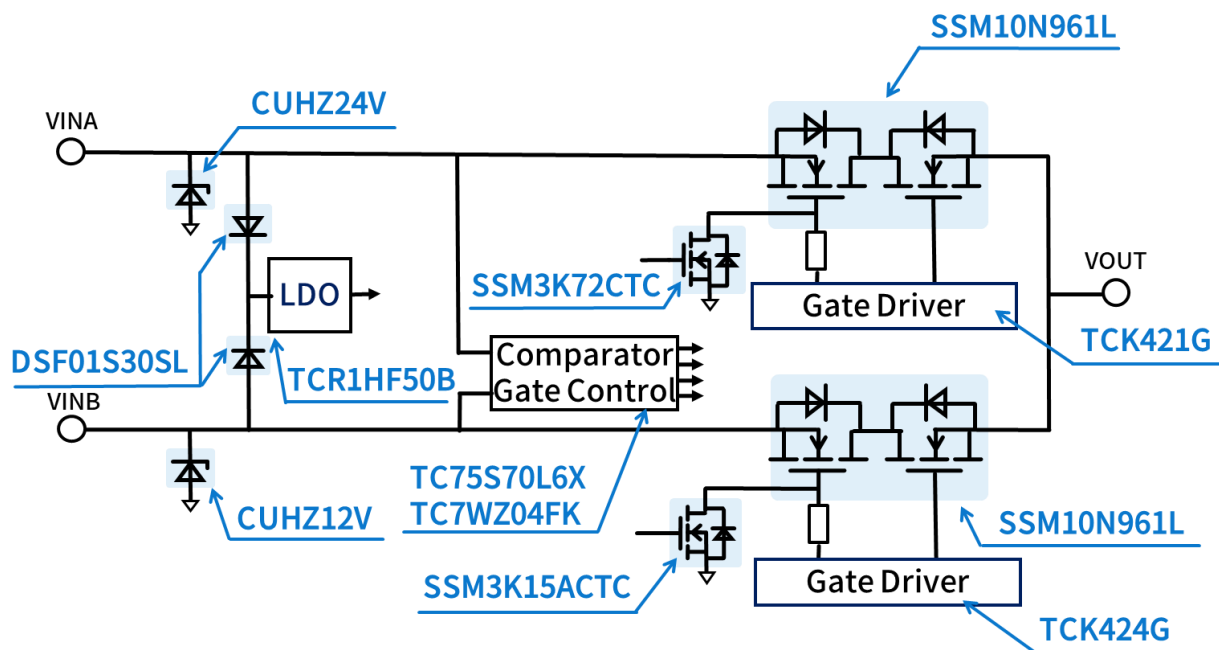 SSM10N961L
CUHZ24V
VINA
SSM3K72CTC
VOUT
LDO
Gate Driver
TCK421G
DSF01S30SL
TCR1HF50B
Comparator
Gate Control
VINB
TC75S70L6X
TC7WZ04FK
CUHZ12V
SSM10N961L
SSM3K15ACTC
Gate Driver
TCK424G